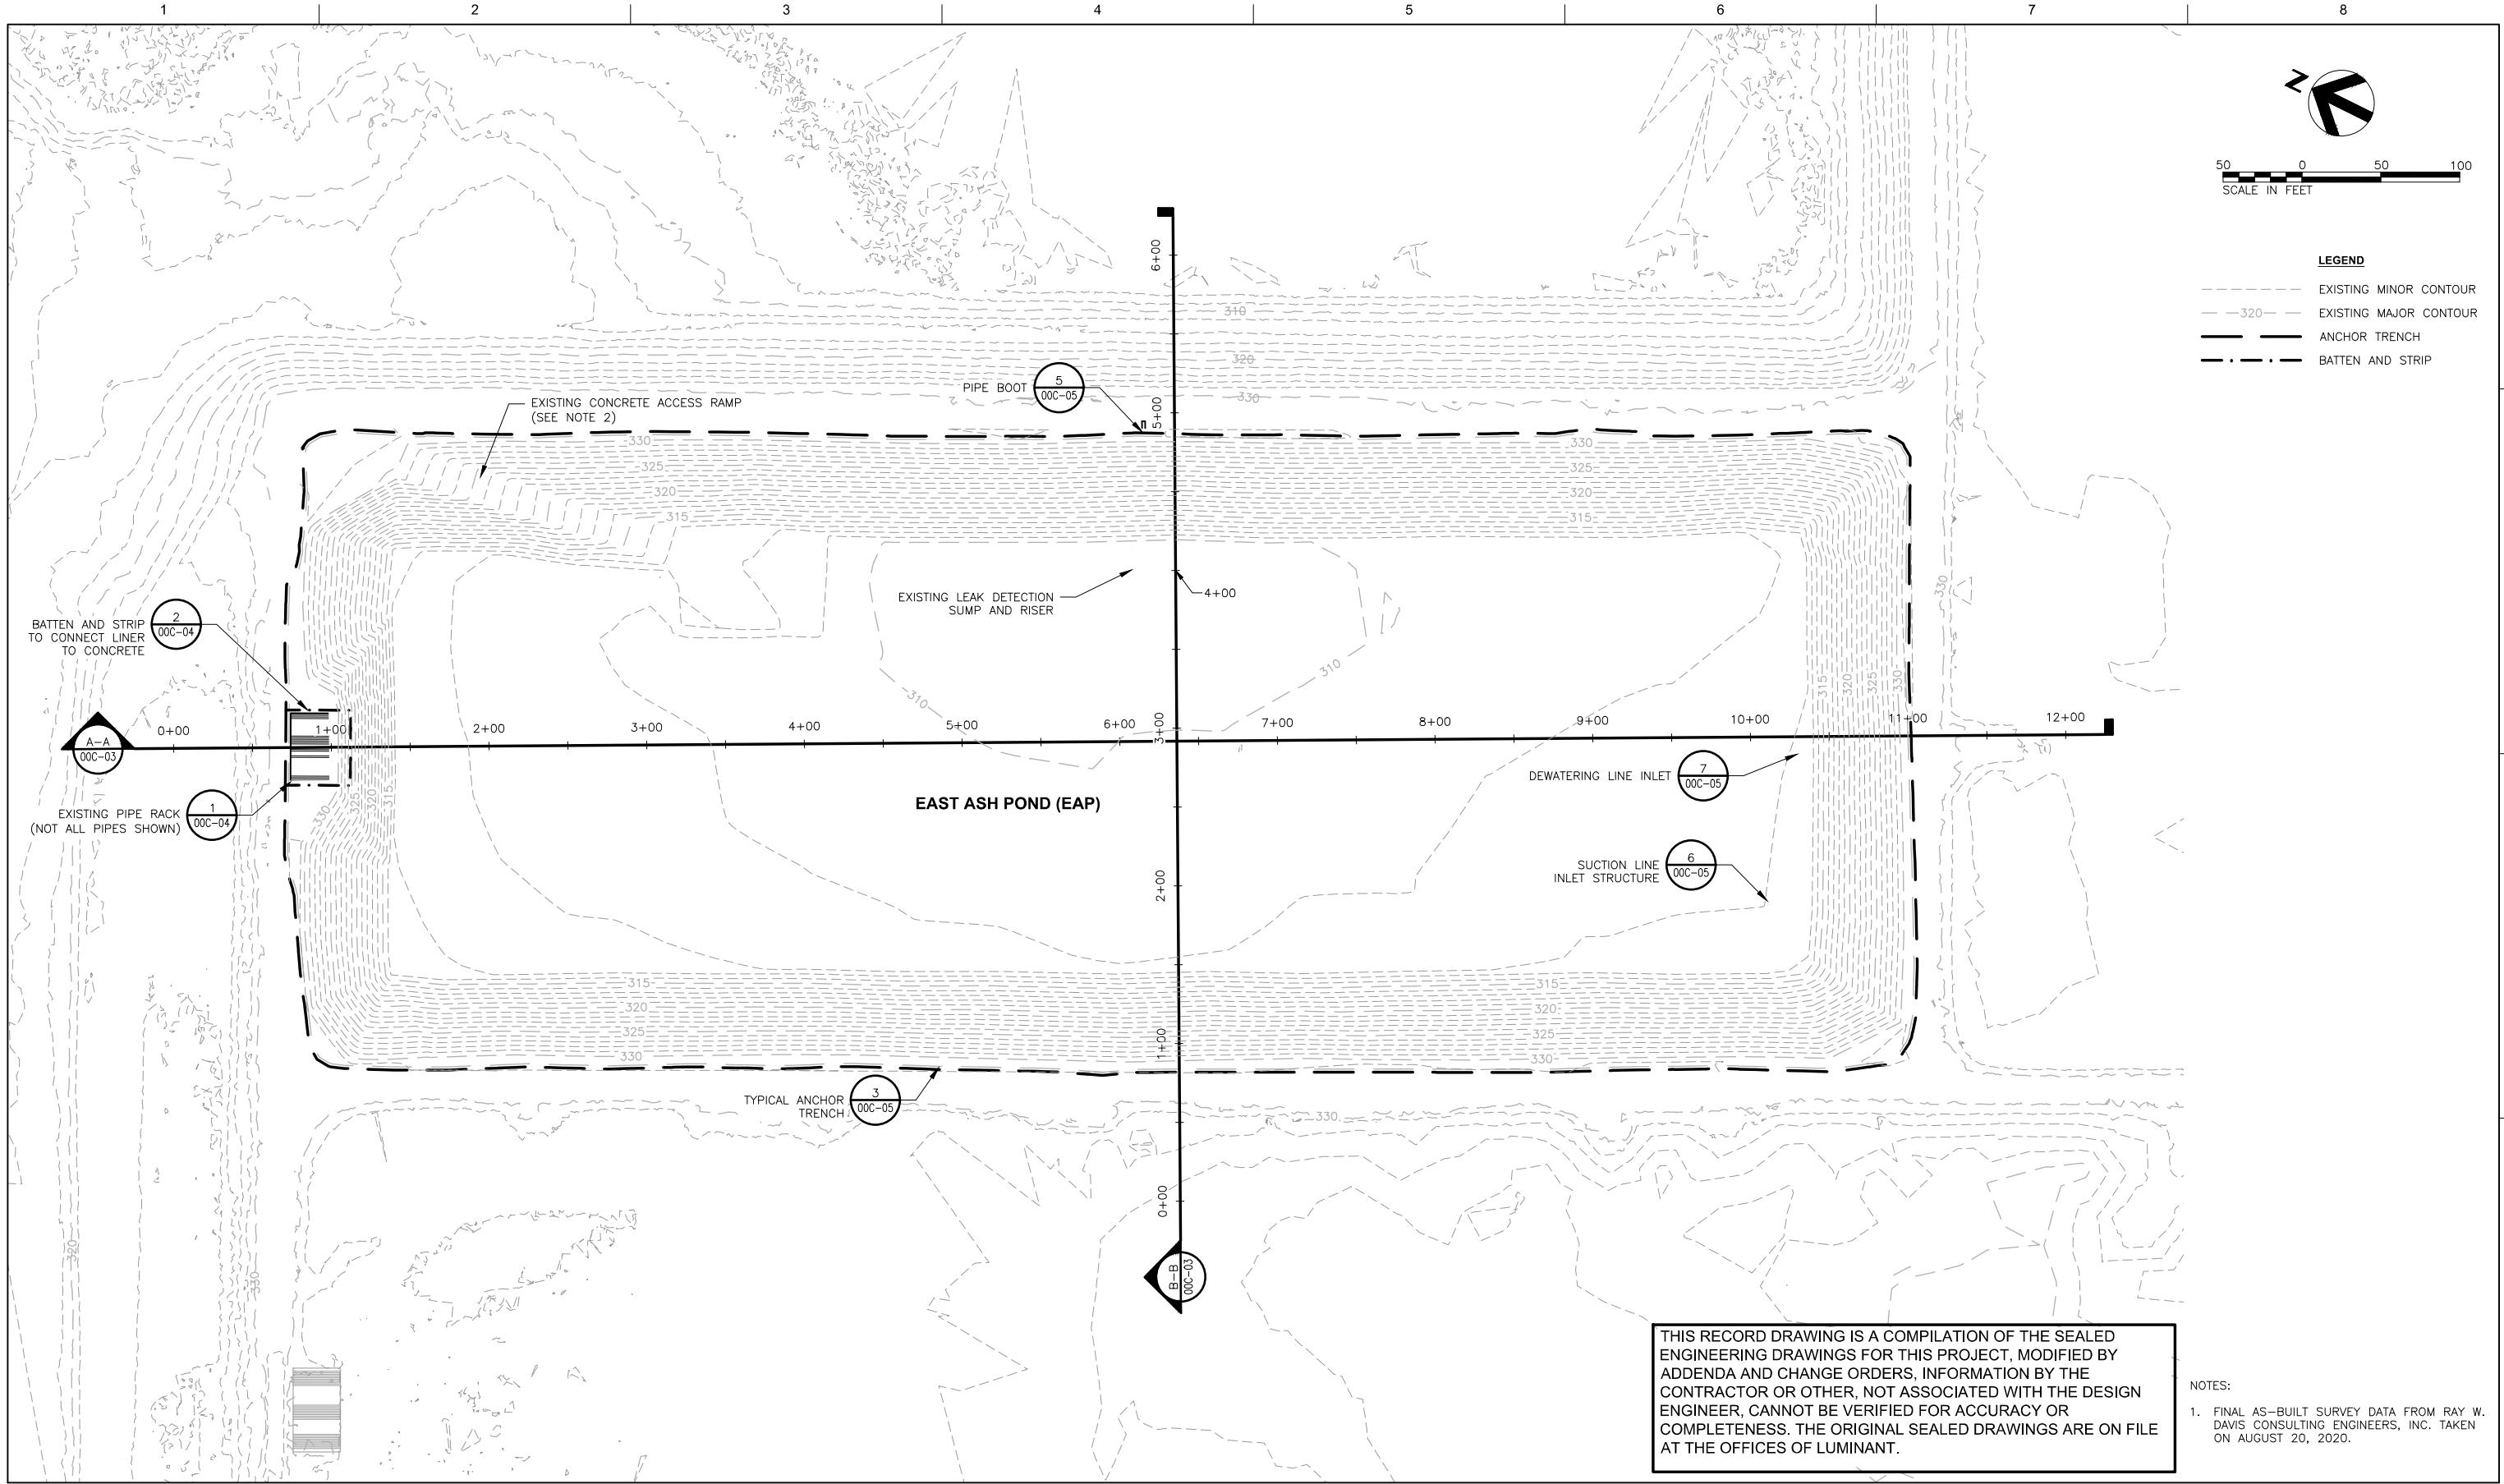 1 2 3 4 5 6 7 8
N
50 0 50 100
SCALE IN FEET
LEGEND
EXISTING MINOR CONTOUR
320 EXISTING MAJOR CONTOUR
ANCHOR TRENCH
BATTEN AND STRIP
6+00
310
320
330
5
00C-05
PIPE BOOT
5+00
n
EXISTING CONCRETE ACCESS RAMP
(SEE NOTE 2)
330
325
320
315
330
325
320
315
330
EXISTING LEAK DETECTION
SUMP AND RISER
4+00
2
00C-04
BATTEN AND STRIP
TO CONNECT LINER
TO CONCRETE
310
310
315
320
325
330
A-A
00C-03
0+00 1+00 2+00 3+00 4+00 5+00 6+00 7+00 8+00 9+00 10+00 11+00 12+00
3+00
1
00C-04
EXISTING PIPE RACK
(NOT ALL PIPES SHOWN)
330
325
320
315
EAST ASH POND (EAP)
DEWATERING LINE INLET
7
00C-05
SUCTION LINE
INLET STRUCTURE
6
00C-05
2+00
315
320
325
330
315
320
325
330
1+00
TYPICAL ANCHOR
TRENCH
3
00C-05
330
0+00
320
330
B-B
00C-03
THIS RECORD DRAWING IS A COMPILATION OF THE SEALED
ENGINEERING DRAWINGS FOR THIS PROJECT, MODIFIED BY
ADDENDA AND CHANGE ORDERS, INFORMATION BY THE
CONTRACTOR OR OTHER, NOT ASSOCIATED WITH THE DESIGN
ENGINEER, CANNOT BE VERIFIED FOR ACCURACY OR
COMPLETENESS. THE ORIGINAL SEALED DRAWINGS ARE ON FILE
AT THE OFFICES OF LUMINANT.
NOTES:
1. FINAL AS-BUILT SURVEY DATA FROM RAY W.
DAVIS CONSULTING ENGINEERS, INC. TAKEN
ON AUGUST 20, 2020.